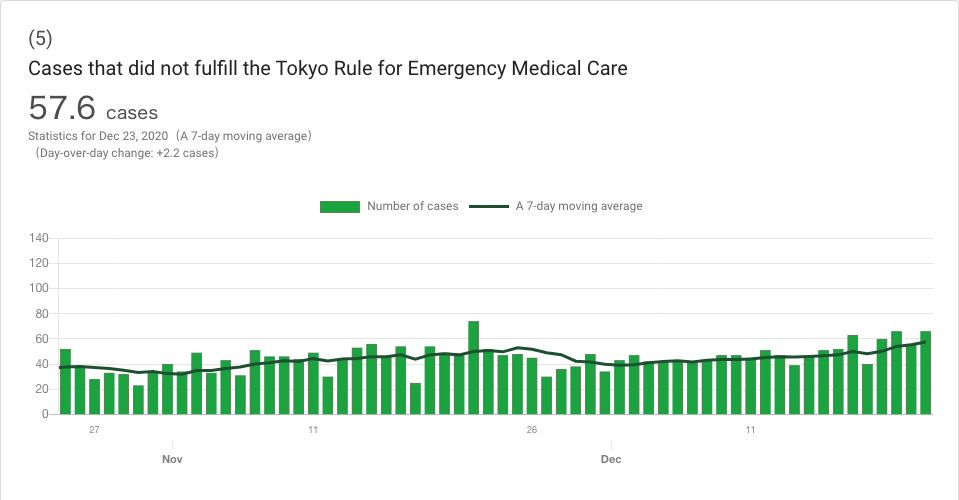 (5)
Cases that did not fulfill the Tokyo Rule for Emergency Medical Care
57.6 cases
Statistics for Dec 23, 2020 (A 7-day moving average)
(Day-over-day change: +2.2 cases)
Number of cases A 7-day moving average
140
120
100
80
60
40
20
0
27 11 26 11
Nov Dec